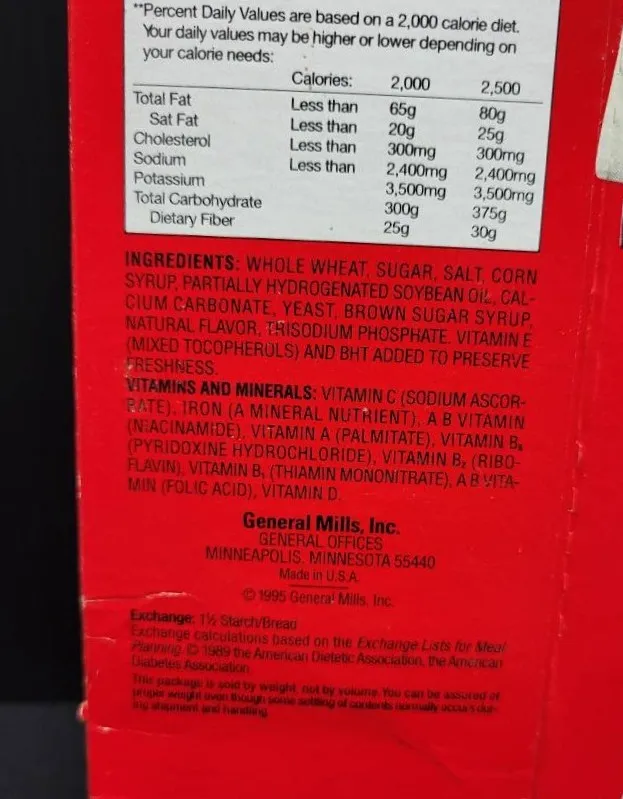 **Percent Daily Values are based on a 2,000 calorie diet.
Your daily values may be higher or lower depending on
your calorie needs:
Calories: 2,000 2,500
Total Fat Less than 65g 80g
Sat Fat Less than 20g 25g
Cholesterol Less than 300mg 300mg
Sodium Less than 2,400mg 2,400mg
Potassium 3,500mg 3,500mg
Total Carbohydrate 300g 375g
Dietary Fiber 25g 30g
INGREDIENTS: WHOLE WHEAT, SUGAR, SALT, CORN
SYRUP, PARTIALLY HYDROGENATED SOYBEAN OIL, CAL-
CIUM CARBONATE, YEAST, BROWN SUGAR SYRUP,
NATURAL FLAVOR, TRISODIUM PHOSPHATE. VITAMIN E
(MIXED TOCOPHEROLS) AND BHT ADDED TO PRESERVE
FRESHNESS.
VITAMINS AND MINERALS: VITAMIN C (SODIUM ASCOR-
BATE), IRON (A MINERAL NUTRIENT), A B VITAMIN
(NIACINAMIDE), VITAMIN A (PALMITATE), VITAMIN B₆
(PYRIDOXINE HYDROCHLORIDE), VITAMIN B₂ (RIBO-
FLAVIN), VITAMIN B₁ (THIAMIN MONONITRATE), A B VITA-
MIN (FOLIC ACID), VITAMIN D.
General Mills, Inc.
GENERAL OFFICES
MINNEAPOLIS, MINNESOTA 55440
Made in U.S.A.
© 1995 General Mills, Inc.
Exchange: 1½ Starch/Bread
Exchange calculations based on the Exchange Lists for Meal
Planning © 1989 the American Dietetic Association, the American
Diabetes Association
This package is sold by weight, not by volume. You can be assured of
proper weight even though some settling of contents normally occurs dur-
ing shipment and handling.